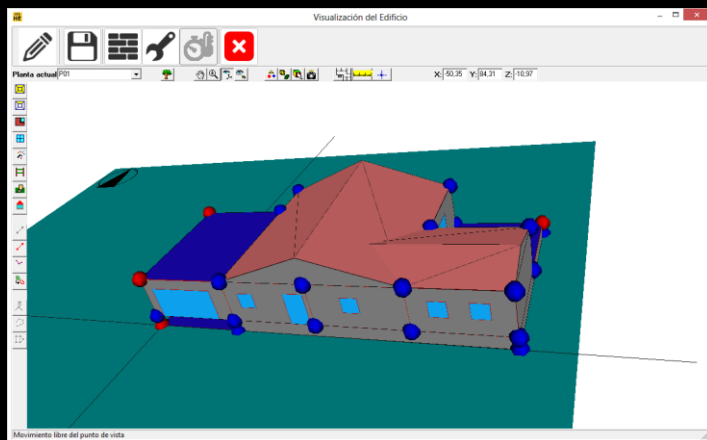 Visualización del Edificio
Planta actual P01 X: -50,35 Y: 84,31 Z: -10,97
Movimiento libre del punto de vista